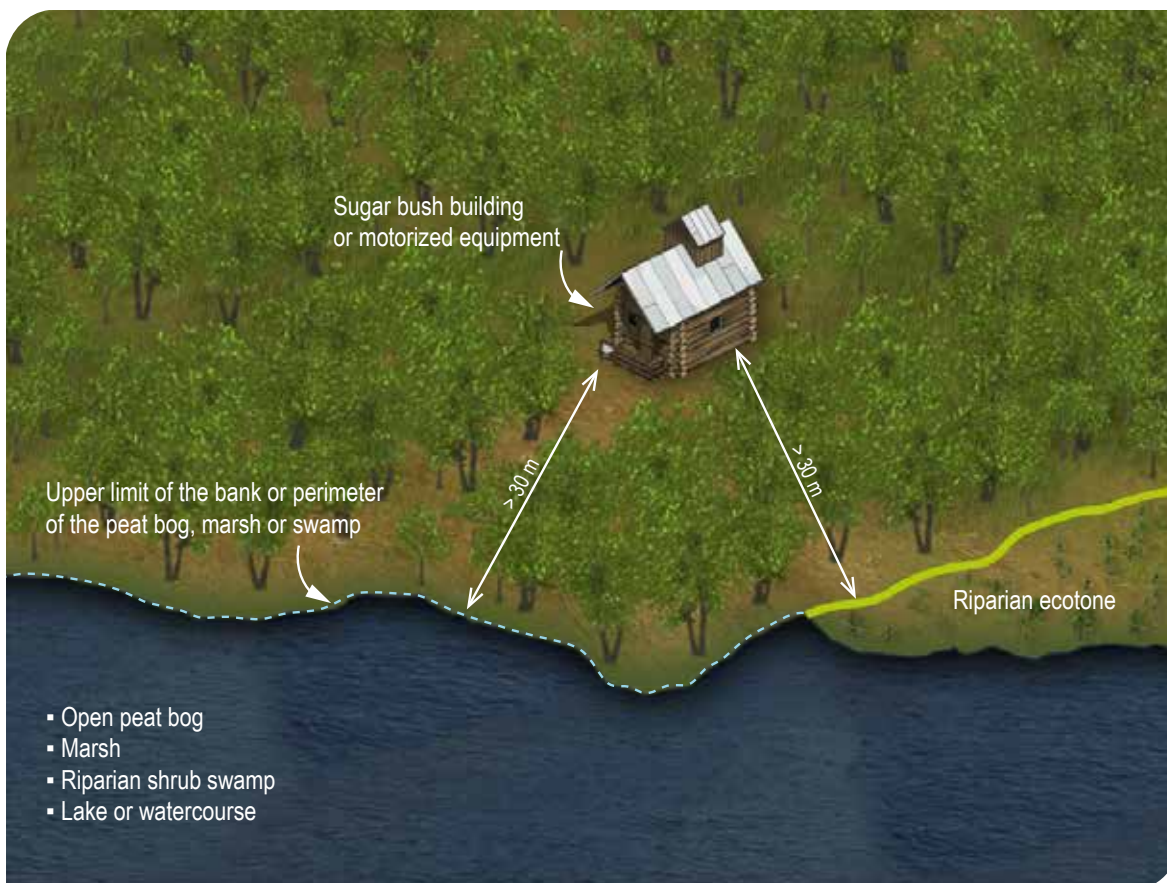 Sugar bush building
or motorized equipment
> 30 m
> 30 m
Upper limit of the bank or perimeter
of the peat bog, marsh or swamp
Riparian ecotone
▪ Open peat bog
▪ Marsh
▪ Riparian shrub swamp
▪ Lake or watercourse